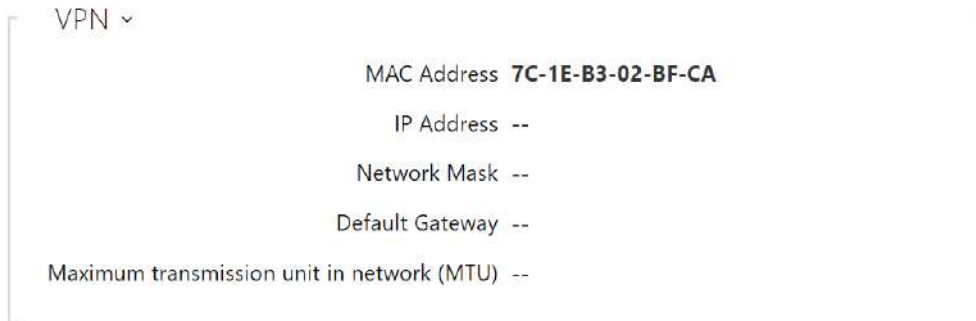 VPN
MAC Address 7C-1E-B3-02-BF-CA
IP Address --
Network Mask --
Default Gateway --
Maximum transmission unit in network (MTU) --